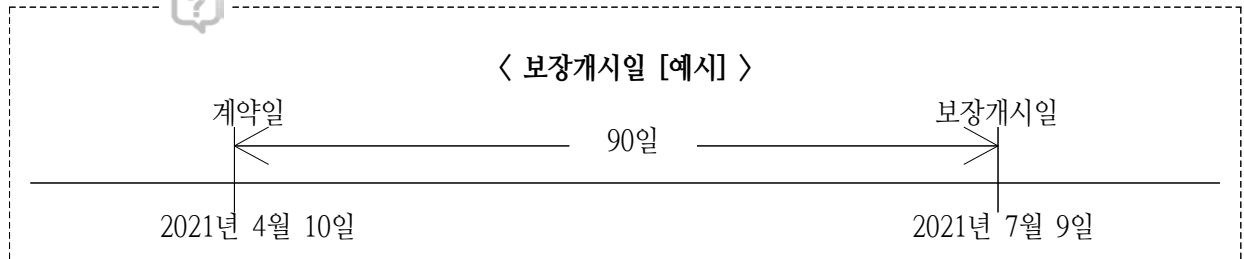 ?
〈 보장개시일 [예시] 〉
계약일 보장개시일
90일
2021년 4월 10일 2021년 7월 9일